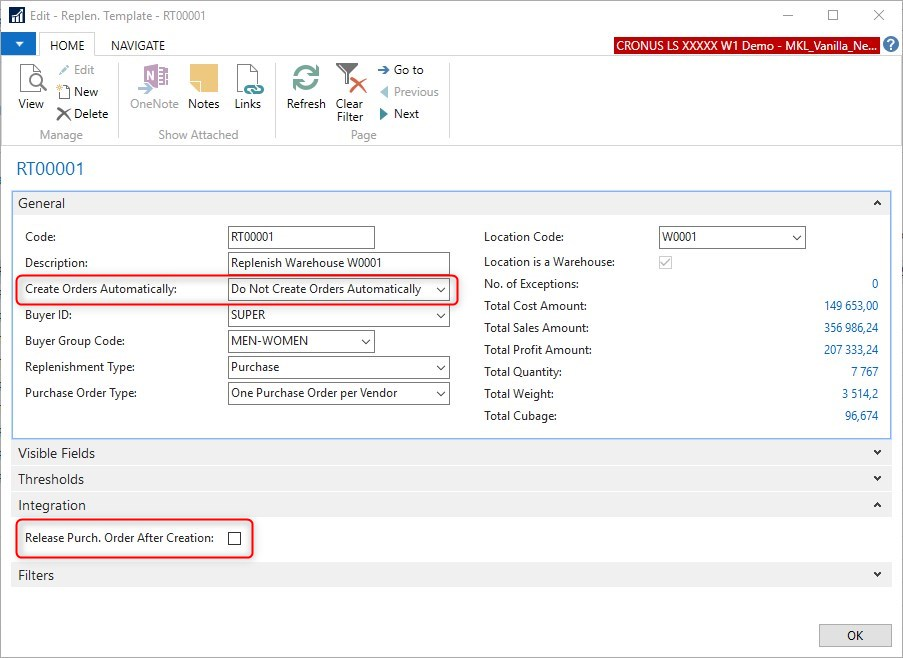 Edit - Replen. Template - RT00001
HOME NAVIGATE
CRONUS LS XXXXX W1 Demo - MKL_Vanilla_Ne...
View
Edit
New
Delete
Manage
OneNote
Notes
Links
Show Attached
Refresh
Clear
Filter
Go to
Previous
Next
Page
RT00001
General
Code: RT00001
Description: Replenish Warehouse W0001
Create Orders Automatically: Do Not Create Orders Automatically
Buyer ID: SUPER
Buyer Group Code: MEN-WOMEN
Replenishment Type: Purchase
Purchase Order Type: One Purchase Order per Vendor
Location Code: W0001
Location is a Warehouse:
No. of Exceptions: 0
Total Cost Amount: 149 653,00
Total Sales Amount: 356 986,24
Total Profit Amount: 207 333,24
Total Quantity: 7 767
Total Weight: 3 514,2
Total Cubage: 96,674
Visible Fields
Thresholds
Integration
Release Purch. Order After Creation:
Filters
OK